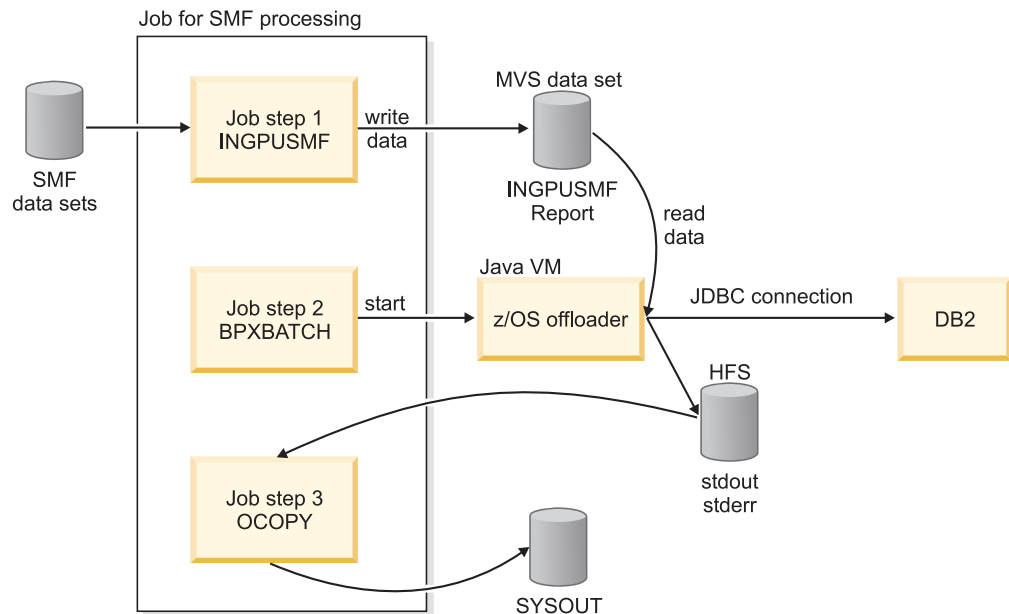 Job for SMF processing
SMF
data sets
Job step 1
INGPUSMF
write
data
MVS data set
INGPUSMF
Report
read
data
Job step 2
BPXBATCH
start
Java VM
z/OS offloader
JDBC connection
DB2
HFS
stdout
stderr
Job step 3
OCOPY
SYSOUT